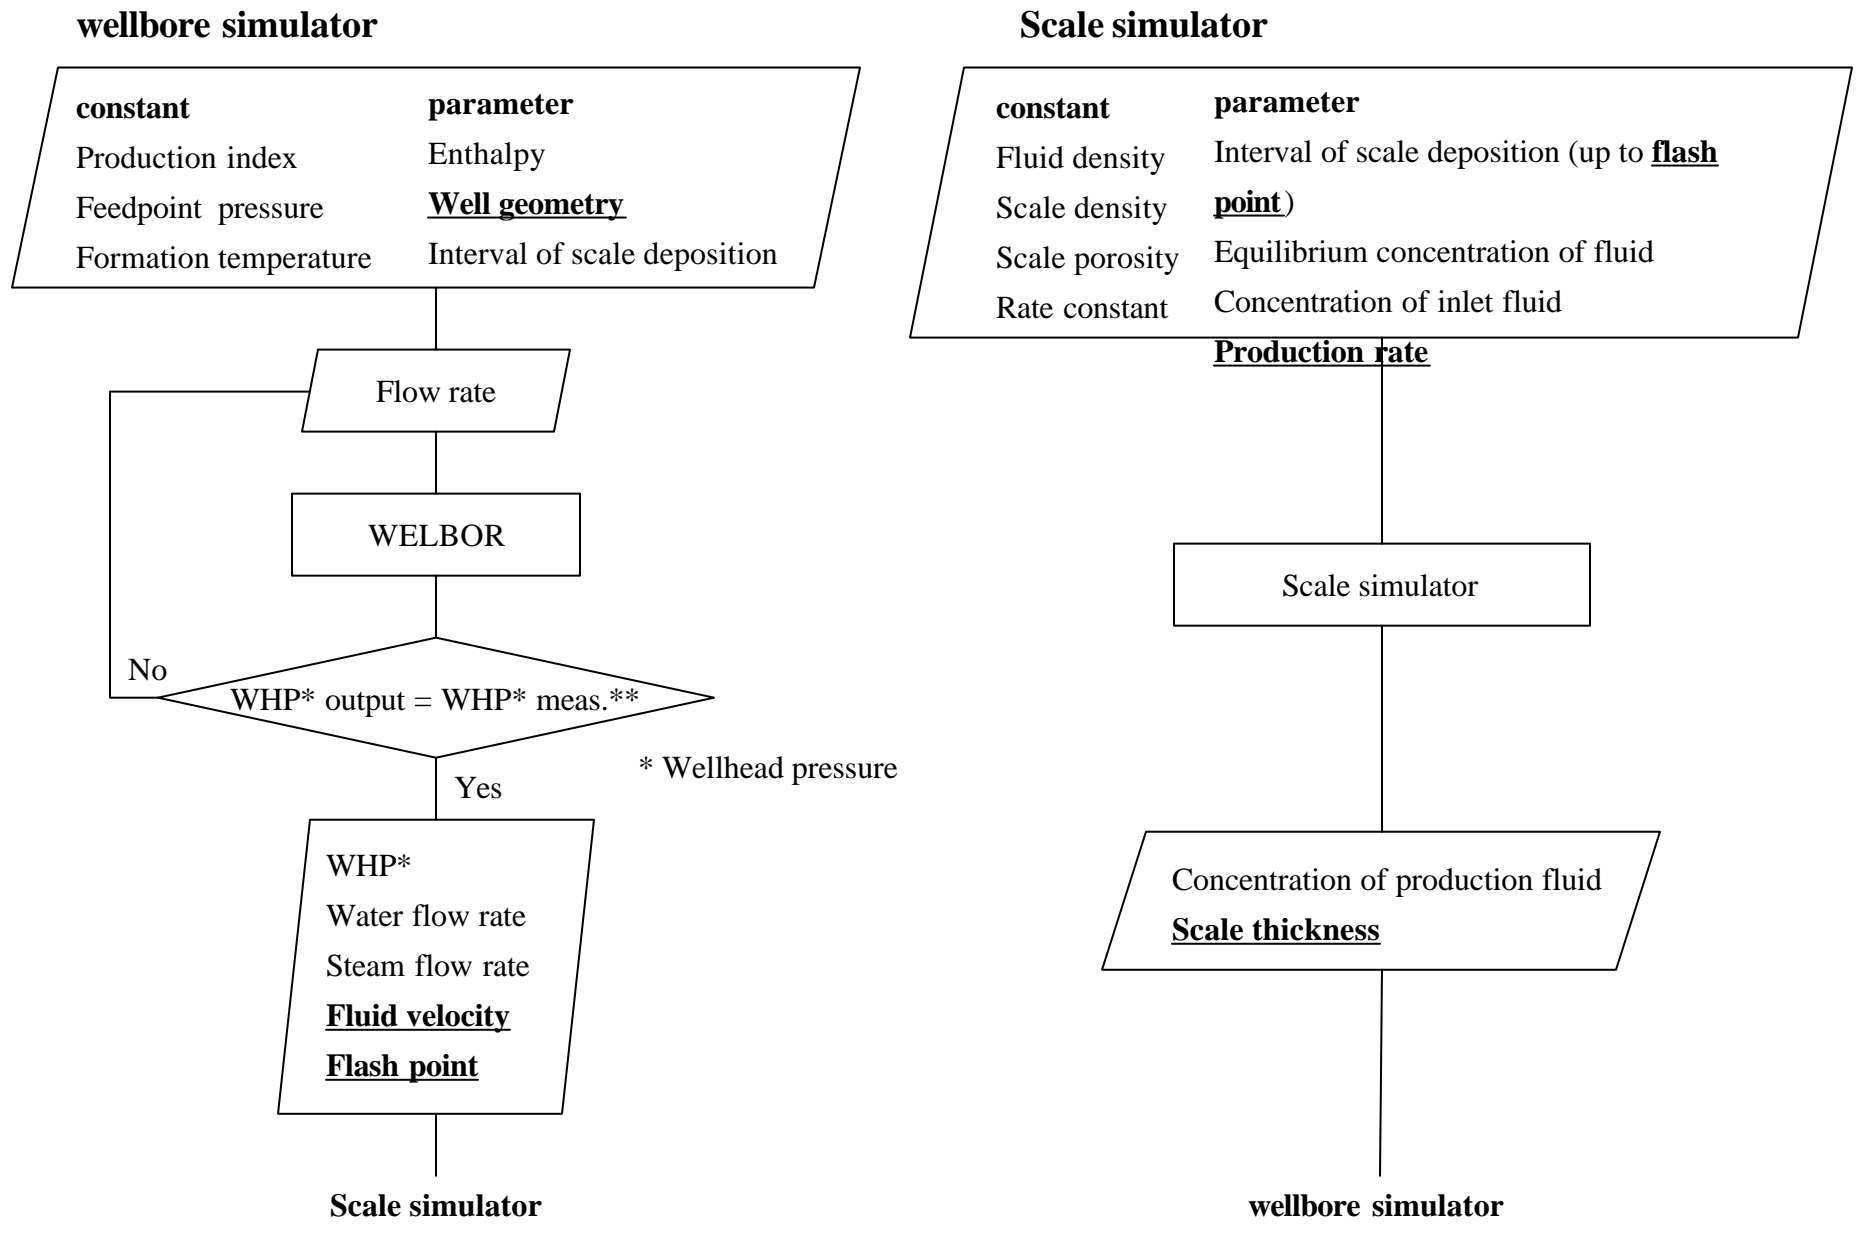 wellbore simulator
constant
Production index
Feedpoint pressure
Formation temperature
parameter
Enthalpy
Well geometry
Interval of scale deposition
Flow rate
WELBOR
No
WHP* output = WHP* meas.**
* Wellhead pressure
Yes
WHP*
Water flow rate
Steam flow rate
Fluid velocity
Flash point
Scale simulator
Scale simulator
constant
Fluid density
Scale density
Scale porosity
Rate constant
parameter
Interval of scale deposition (up to flash
point)
Equilibrium concentration of fluid
Concentration of inlet fluid
Production rate
Scale simulator
Concentration of production fluid
Scale thickness
wellbore simulator